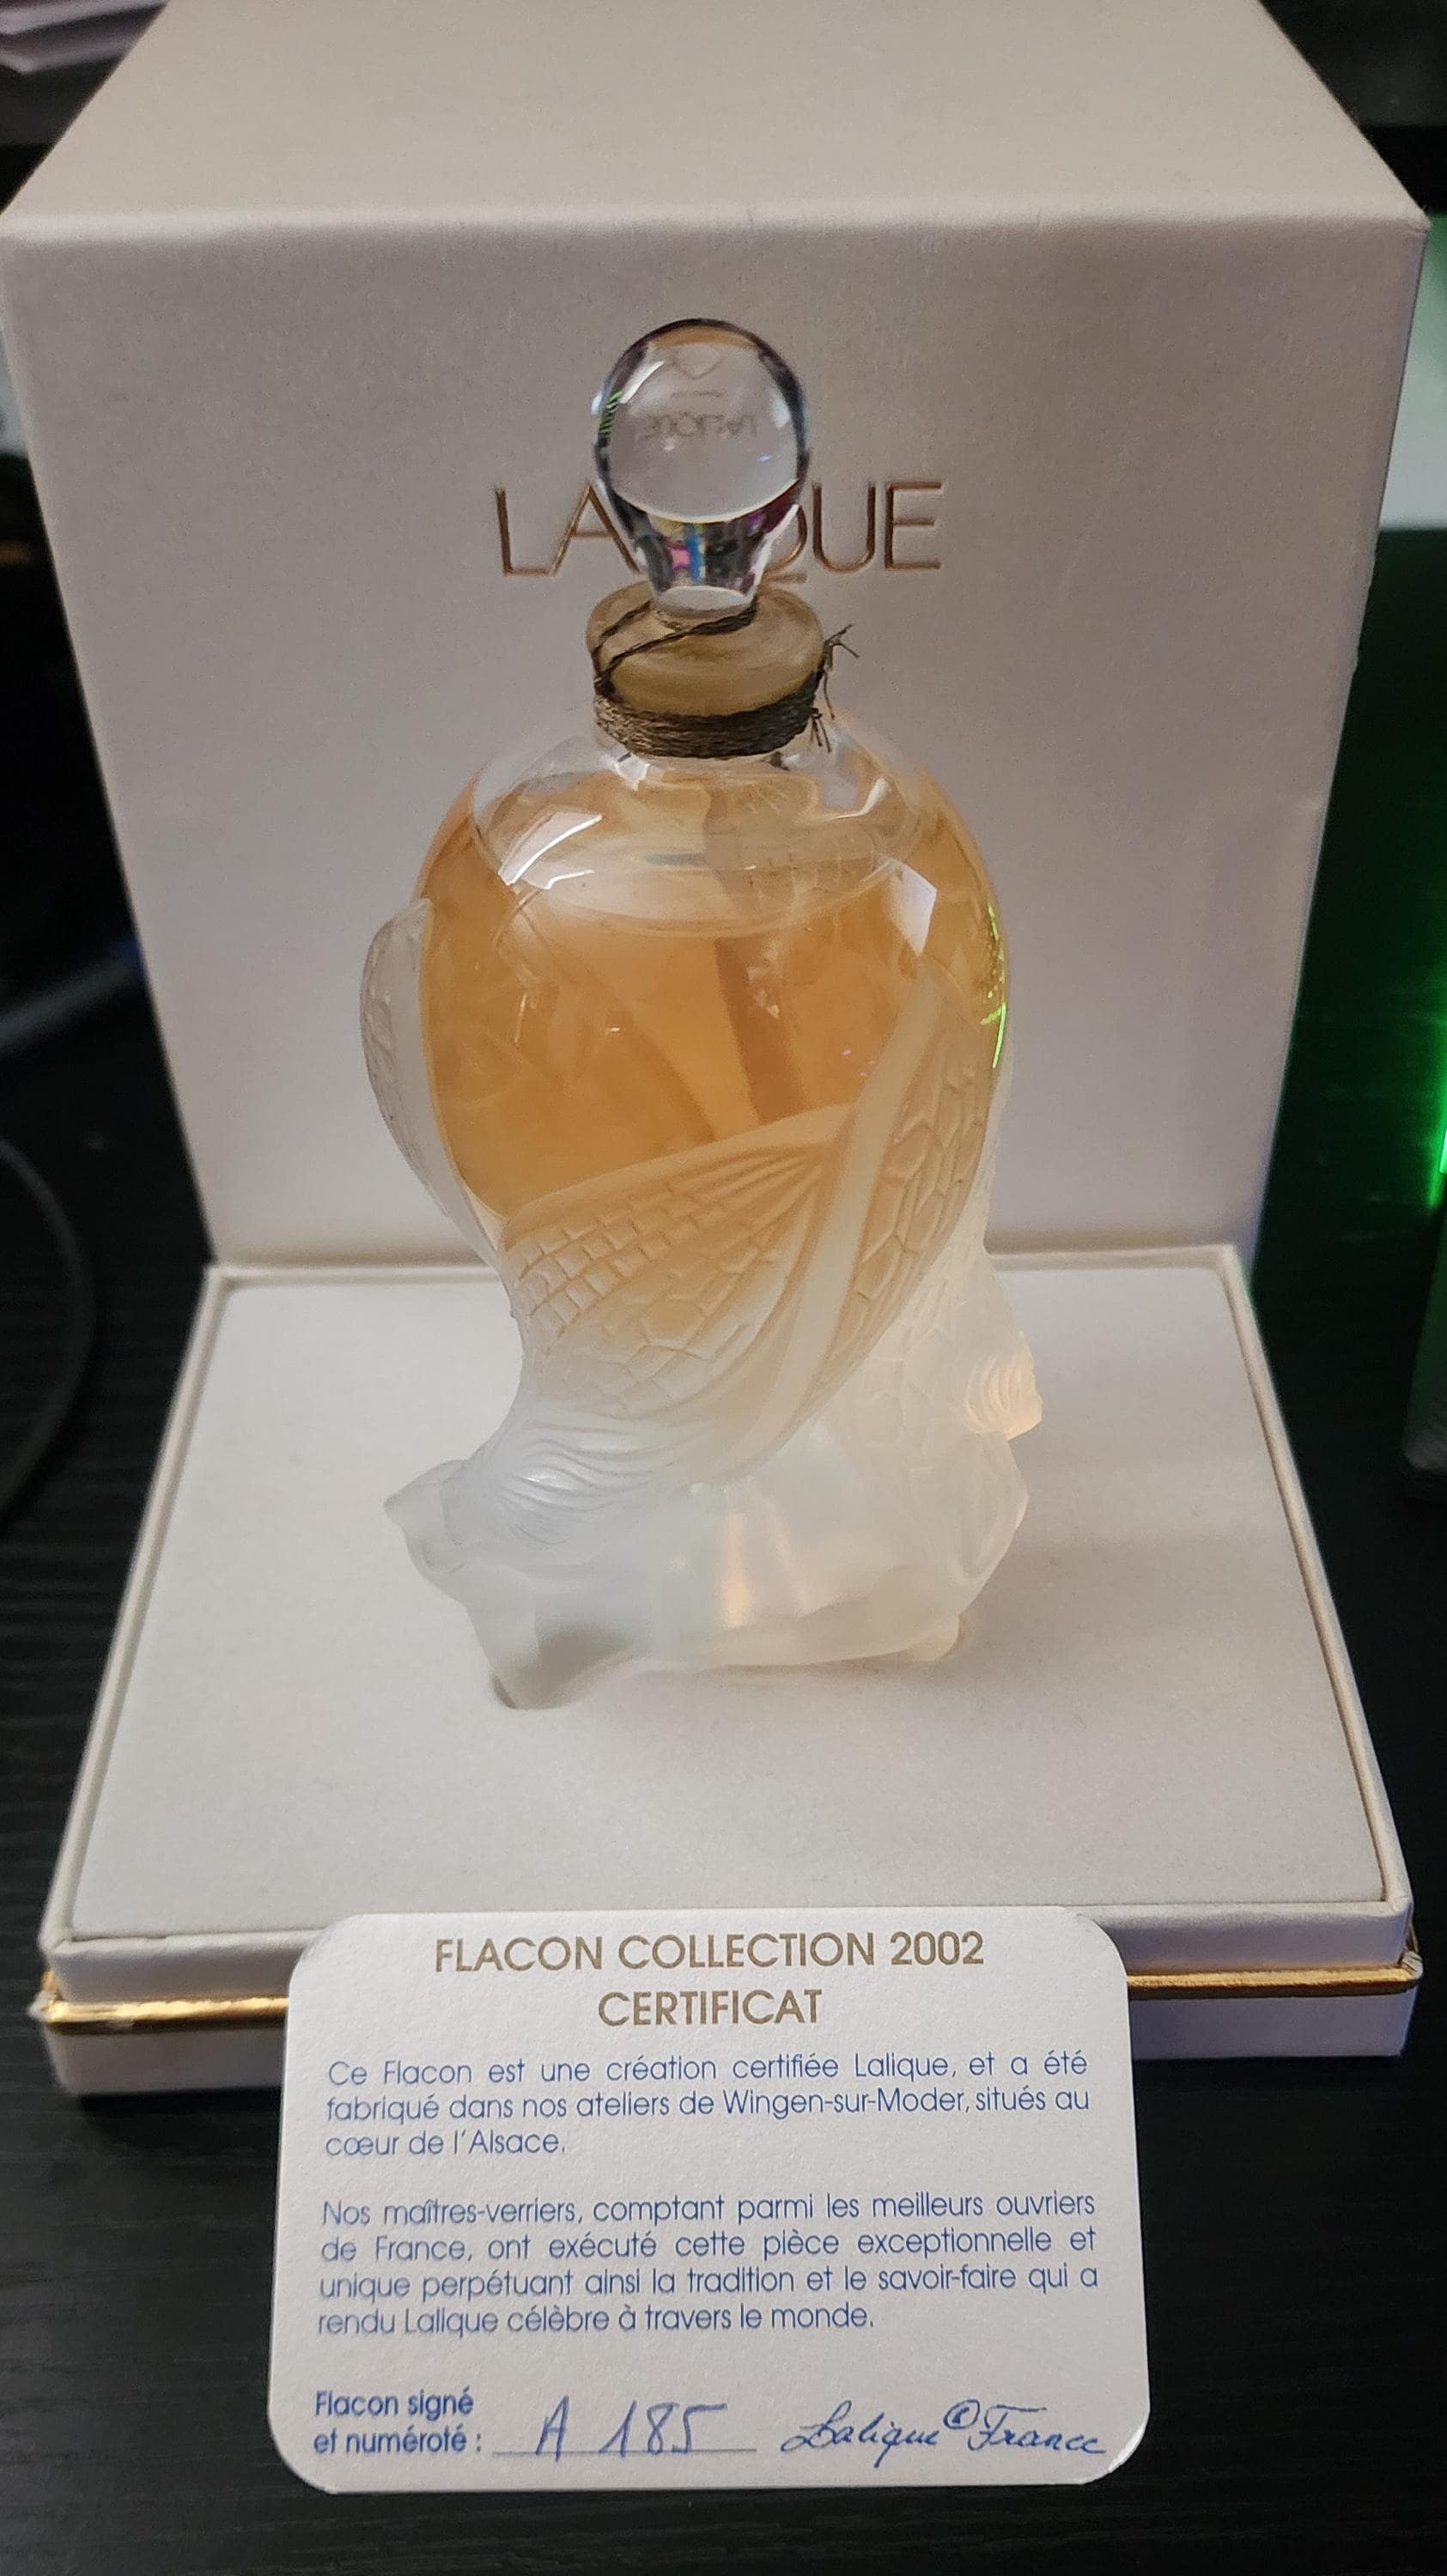 LA QUE
FLACON COLLECTION 2002
CERTIFICAT
Ce Flacon est une création certifiée Lalique, et a été
fabriqué dans nos ateliers de Wingen-sur-Moder, situés au
cœur de l'Alsace.
Nos maîtres-verriers, comptant parmi les meilleurs ouvriers
de France, ont exécuté cette pièce exceptionnelle et
unique perpétuant ainsi la tradition et le savoir-faire qui a
rendu Lalique célèbre à travers le monde.
Flacon signé
et numéroté : A 185 Lalique ® France